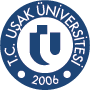 T.C. UŞAK ÜNİVERSİTESİ
2006